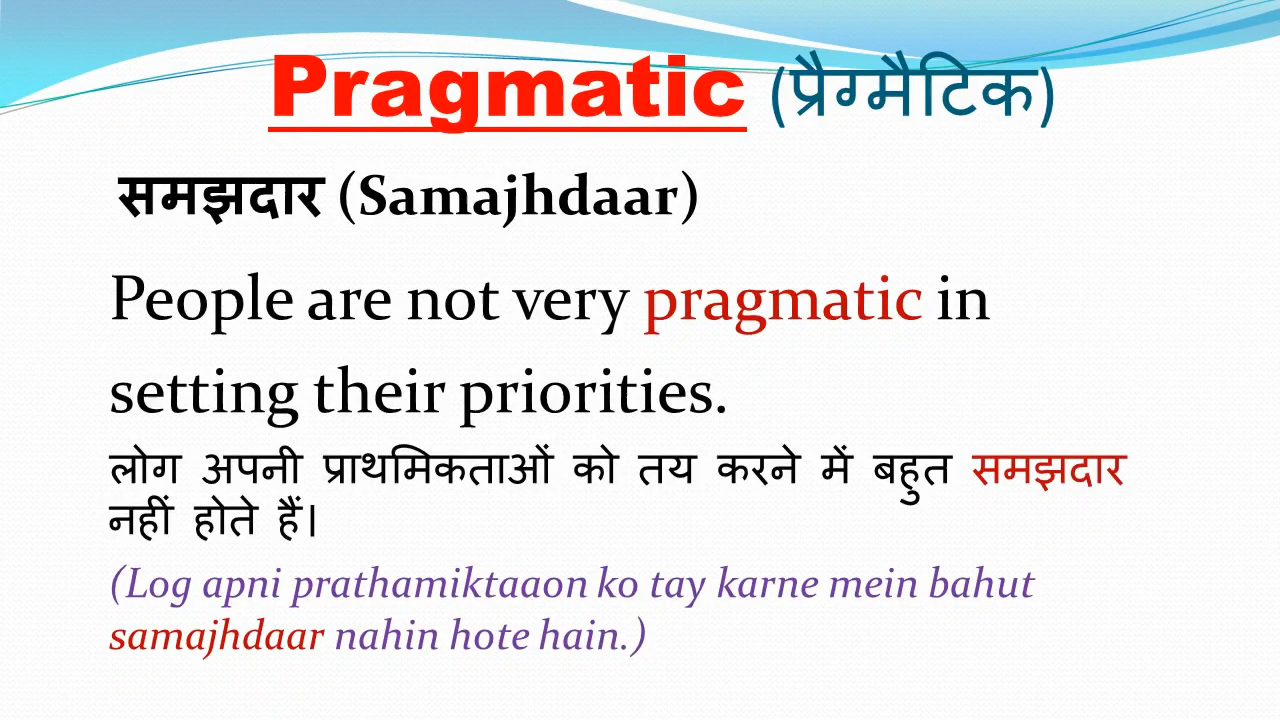 Pragmatic (प्रैग्मैटिक)
समझदार (Samajhdaar)
People are not very pragmatic in
setting their priorities.
लोग अपनी प्राथमिकताओं को तय करने में बहुत समझदार
नहीं होते हैं।
(Log apni prathamiktaaon ko tay karne mein bahut
samajhdaar nahin hote hain.)